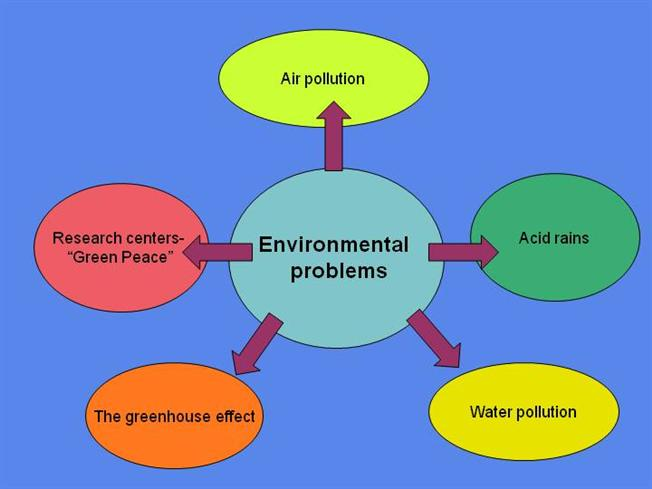 Air pollution
Research centers-
“Green Peace”
Environmental
problems
Acid rains
The greenhouse effect
Water pollution